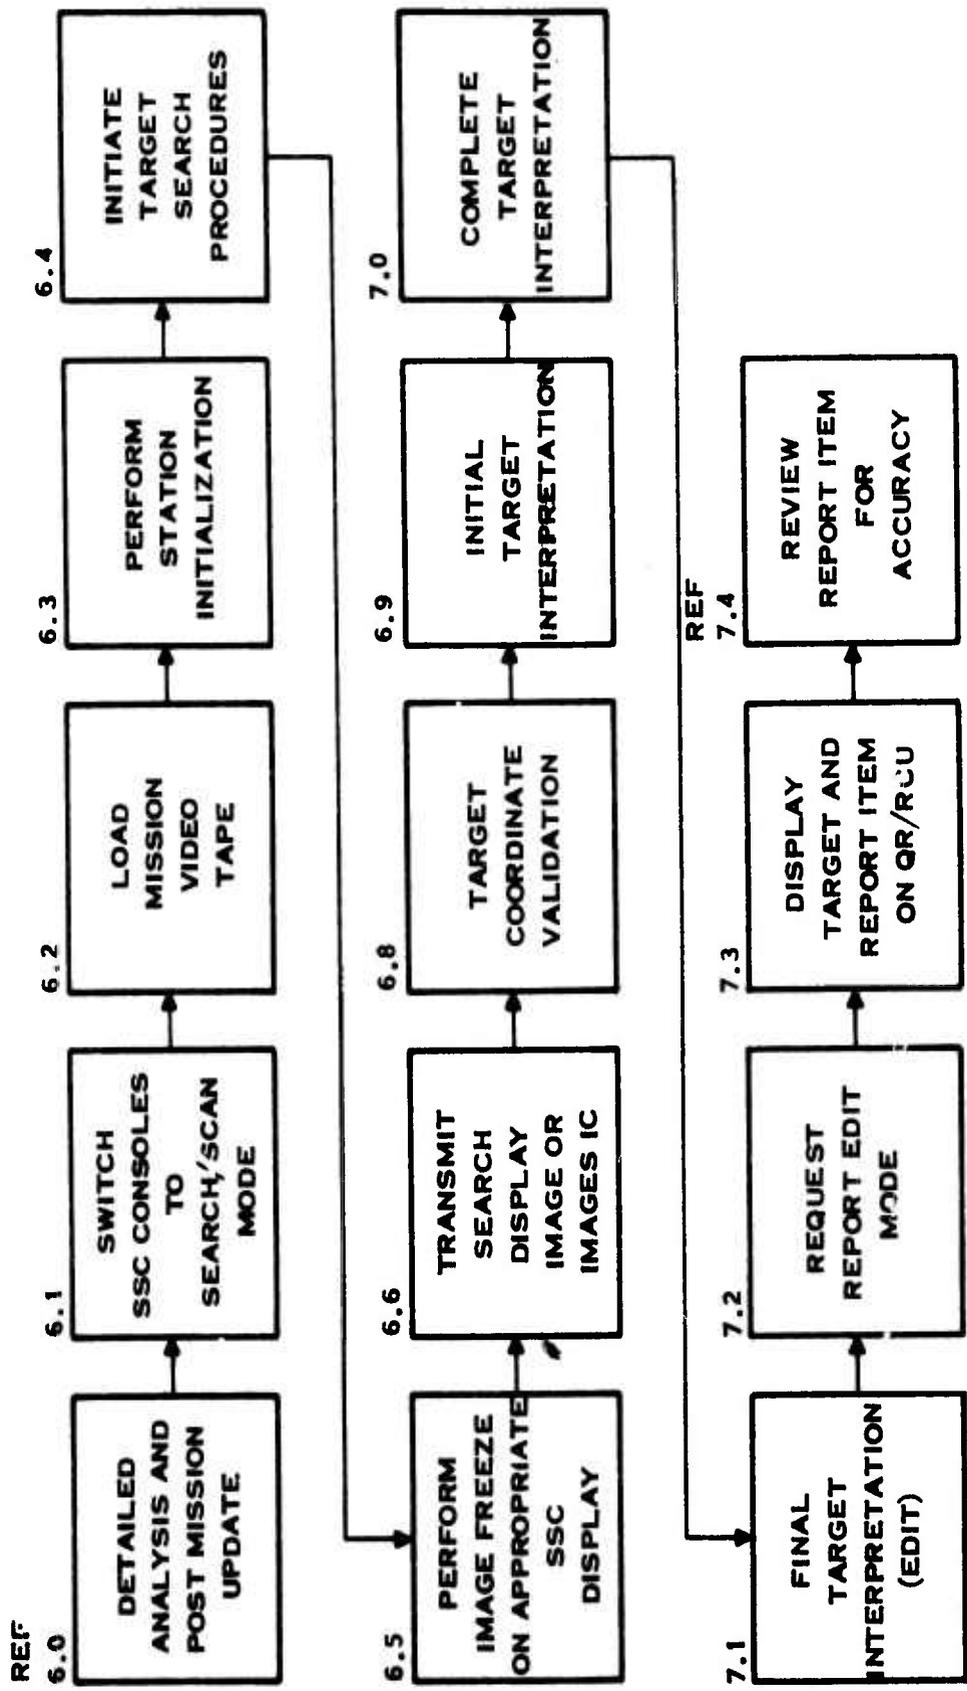 REF
6.0
DETAILED
ANALYSIS AND
POST MISSION
UPDATE
6.1
SWITCH
SSC CONSOLES
TO
SEARCH/SCAN
MODE
6.2
LOAD
MISSION
VIDEO
TAPE
6.3
PERFORM
STATION
INITIALIZATION
6.4
INITIATE
TARGET
SEARCH
PROCEDURES
6.5
PERFORM
IMAGE FREEZE
ON APPROPRIATE
SSC
DISPLAY
6.6
TRANSMIT
SEARCH
DISPLAY
IMAGE OR
IMAGES IC
6.8
TARGET
COORDINATE
VALIDATION
6.9
INITIAL
TARGET
INTERPRETATION
7.0
COMPLETE
TARGET
INTERPRETATION
7.1
FINAL
TARGET
INTERPRETATION
(EDIT)
7.2
REQUEST
REPORT EDIT
MODE
7.3
DISPLAY
TARGET AND
REPORT ITEM
ON QR/RCU
REF
7.4
REVIEW
REPORT ITEM
FOR
ACCURACY